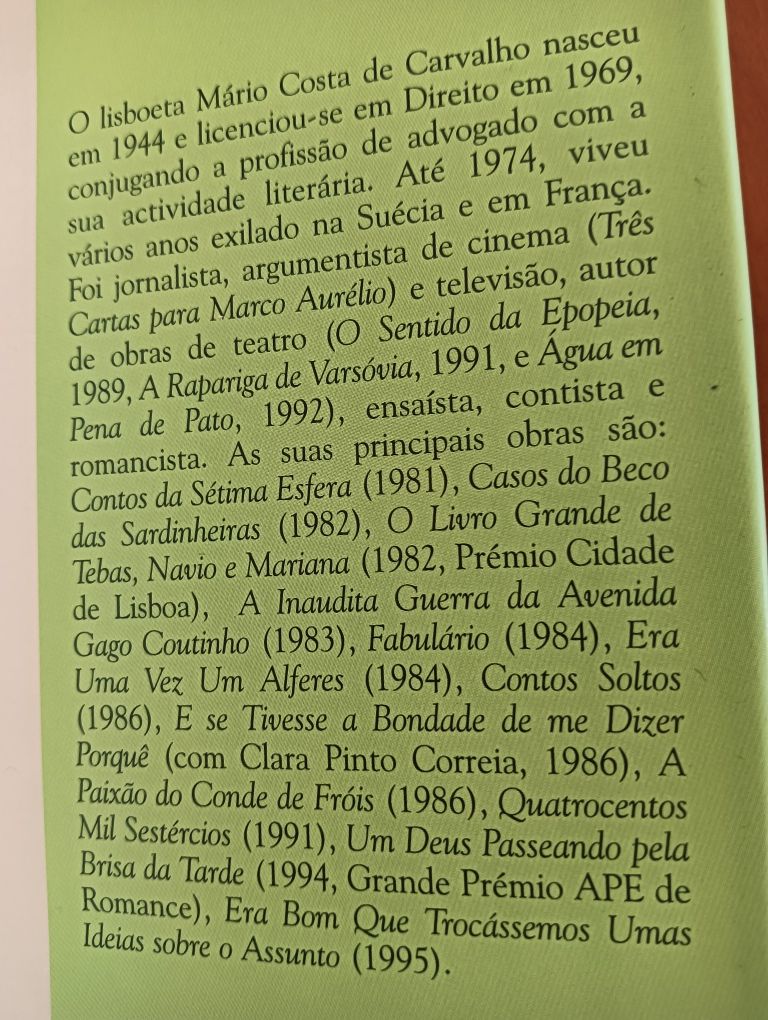 O lisboeta Mário Costa de Carvalho nasceu
em 1944 e licenciou-se em Direito em 1969,
conjugando a profissão de advogado com a
sua actividade literária. Até 1974, viveu
vários anos exilado na Suécia e em França.
Foi jornalista, argumentista de cinema (Três
Cartas para Marco Aurélio) e televisão, autor
de obras de teatro (O Sentido da Epopeia,
1989, A Rapariga de Varsóvia, 1991, e Água em
Pena de Pato, 1992), ensaísta, contista e
romancista. As suas principais obras são:
Contos da Sétima Esfera (1981), Casos do Beco
das Sardinheiras (1982), O Livro Grande de
Tebas, Navio e Mariana (1982, Prémio Cidade
de Lisboa), A Inaudita Guerra da Avenida
Gago Coutinho (1983), Fabulário (1984), Era
Uma Vez Um Alferes (1984), Contos Soltos
(1986), E se Tivesse a Bondade de me Dizer
Porquê (com Clara Pinto Correia, 1986), A
Paixão do Conde de Fróis (1986), Quatrocentos
Mil Sestércios (1991), Um Deus Passeando pela
Brisa da Tarde (1994, Grande Prémio APE de
Romance), Era Bom Que Trocássemos Umas
Ideias sobre o Assunto (1995).